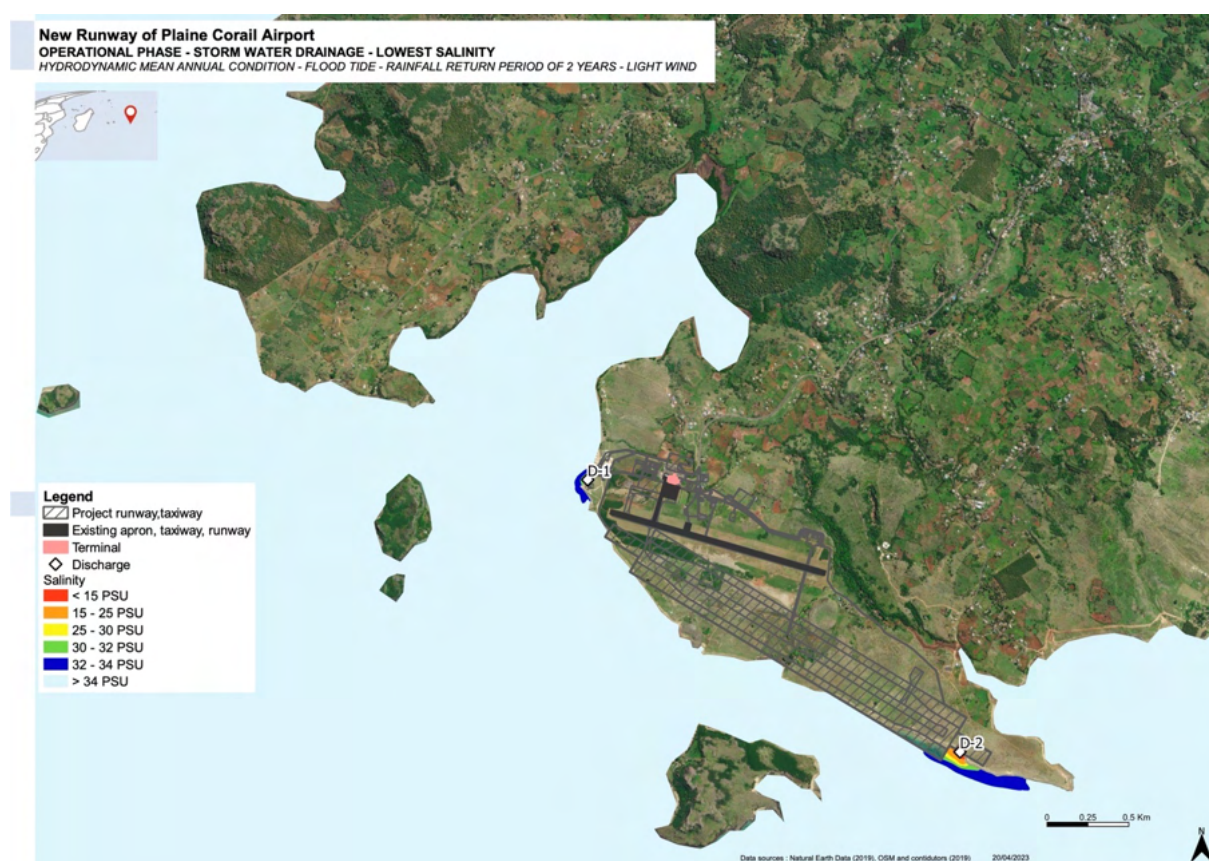 New Runway of Plaine Corail Airport
OPERATIONAL PHASE - STORM WATER DRAINAGE - LOWEST SALINITY
HYDRODYNAMIC MEAN ANNUAL CONDITION - FLOOD TIDE - RAINFALL RETURN PERIOD OF 2 YEARS - LIGHT WIND
D-1
Legend
Project runway,taxiway
Existing apron, taxiway, runway
Terminal
Discharge
Salinity
< 15 PSU
15 - 25 PSU
25 - 30 PSU
30 - 32 PSU
32 - 34 PSU
> 34 PSU
D-2
0 0.25 0.5 Km
N
Data sources : Natural Earth Data (2019), OSM and contidutors (2019) 20/04/2023